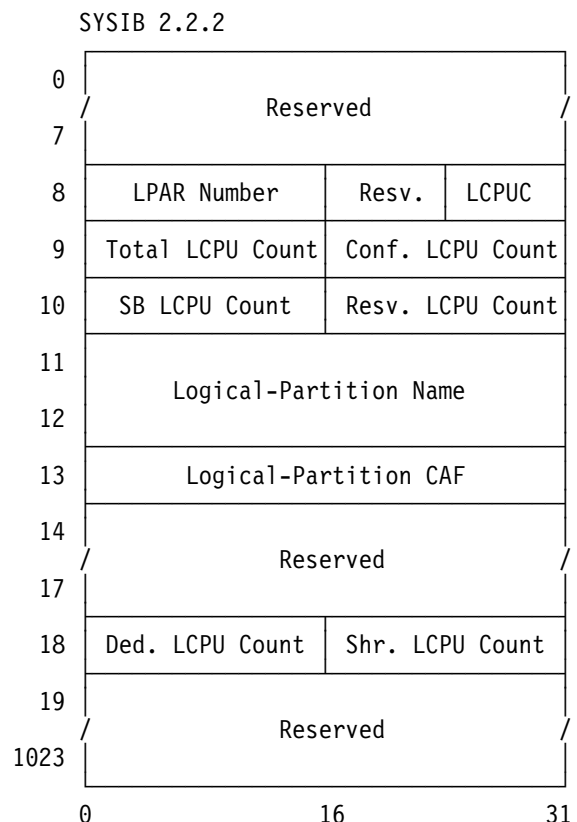 SYSIB 2.2.2
0
Reserved
7
8 LPAR Number Resv. LCPUC
9 Total LCPU Count Conf. LCPU Count
10 SB LCPU Count Resv. LCPU Count
11
Logical-Partition Name
12
13 Logical-Partition CAF
14
Reserved
17
18 Ded. LCPU Count Shr. LCPU Count
19
Reserved
1023
0 16 31